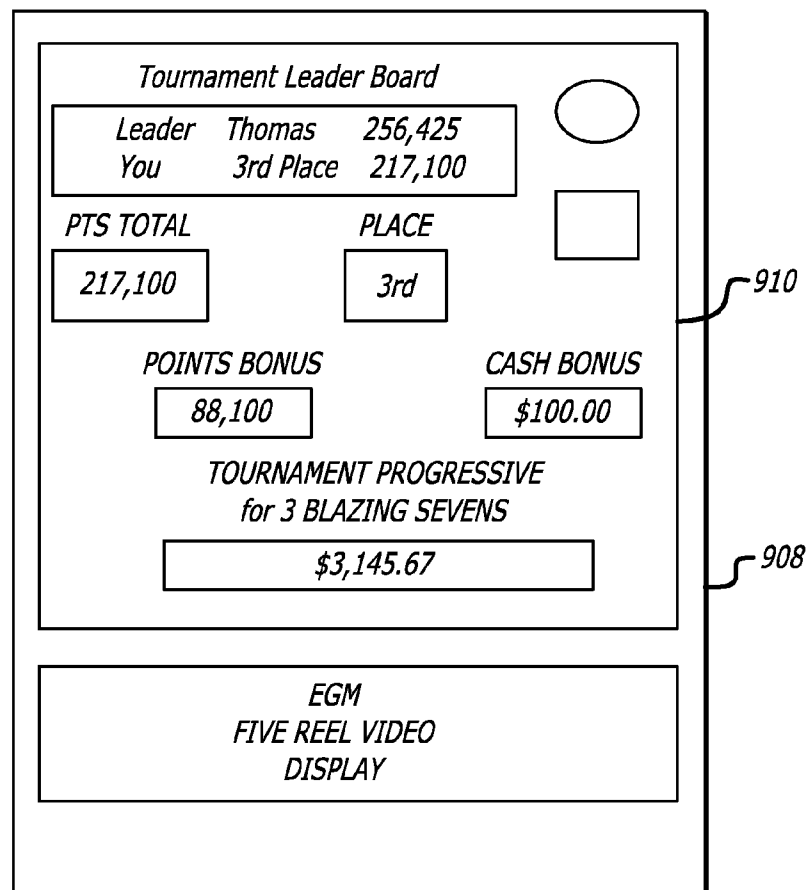 Tournament Leader Board
Leader Thomas 256,425
You 3rd Place 217,100
PTS TOTAL PLACE
217,100 3rd
910
POINTS BONUS CASH BONUS
88,100 $100.00
TOURNAMENT PROGRESSIVE
for 3 BLAZING SEVENS
$3,145.67
908
EGM
FIVE REEL VIDEO
DISPLAY